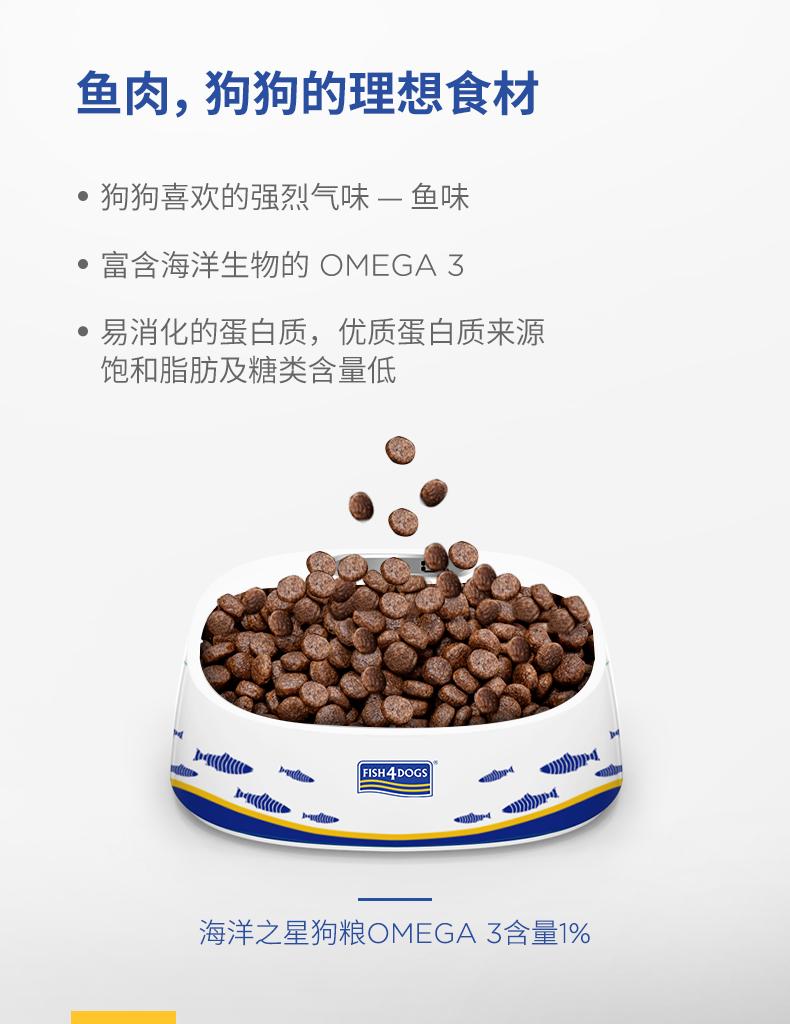 鱼肉，狗狗的理想食材
• 狗狗喜欢的强烈气味 — 鱼味
• 富含海洋生物的 OMEGA 3
• 易消化的蛋白质，优质蛋白质来源
饱和脂肪及糖类含量低
FISH4DOGS®
海洋之星狗粮OMEGA 3含量1%